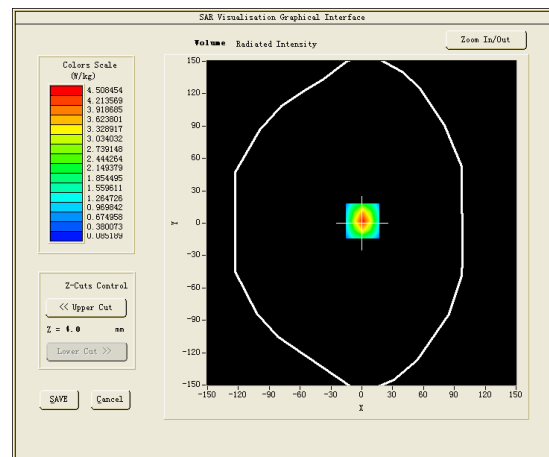 SAR Visualisation Graphical Interface
Volume Radiated Intensity
Zoom In/Out
Colors Scale
(W/kg)
4.508454
4.213569
3.918685
3.623801
3.328917
3.034032
2.739148
2.444264
2.149379
1.854495
1.559611
1.264726
0.969842
0.674958
0.380073
0.085189
Z-Cuts Control
<< Upper Cut
Z = 4.0 mm
Lower Cut >>
SAVE Cancel
150
120
90
60
30
0
-30
-60
-90
-120
-150
Y
-150 -120 -90 -60 -30 0 30 60 90 120 150
X